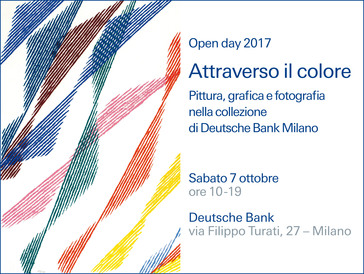 Open day 2017
Attraverso il colore
Pittura, grafica e fotografia
nella collezione
di Deutsche Bank Milano
Sabato 7 ottobre
ore 10-19
Deutsche Bank
via Filippo Turati, 27 – Milano